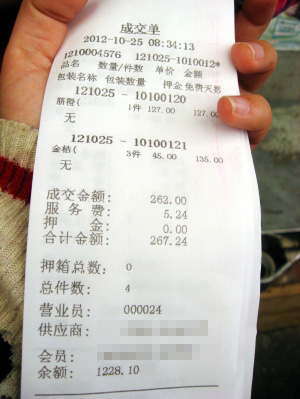 成交单
2012-10-25 08:34:13
1210004576 121025-1010012*
品名 数量/件数 单价 金额
包装名称 包装数量 押金 免费天数
121025 - 10100120
脐橙( 1件 127.00 127.00
无
121025 - 10100121
金桔( 3件 45.00 135.00
无
成交金额: 262.00
服务费: 5.24
押金: 0.00
合计金额: 267.24
押箱总数: 0
总件数: 4
营业员: 000024
供应商:
会员:
余额: 1228.10